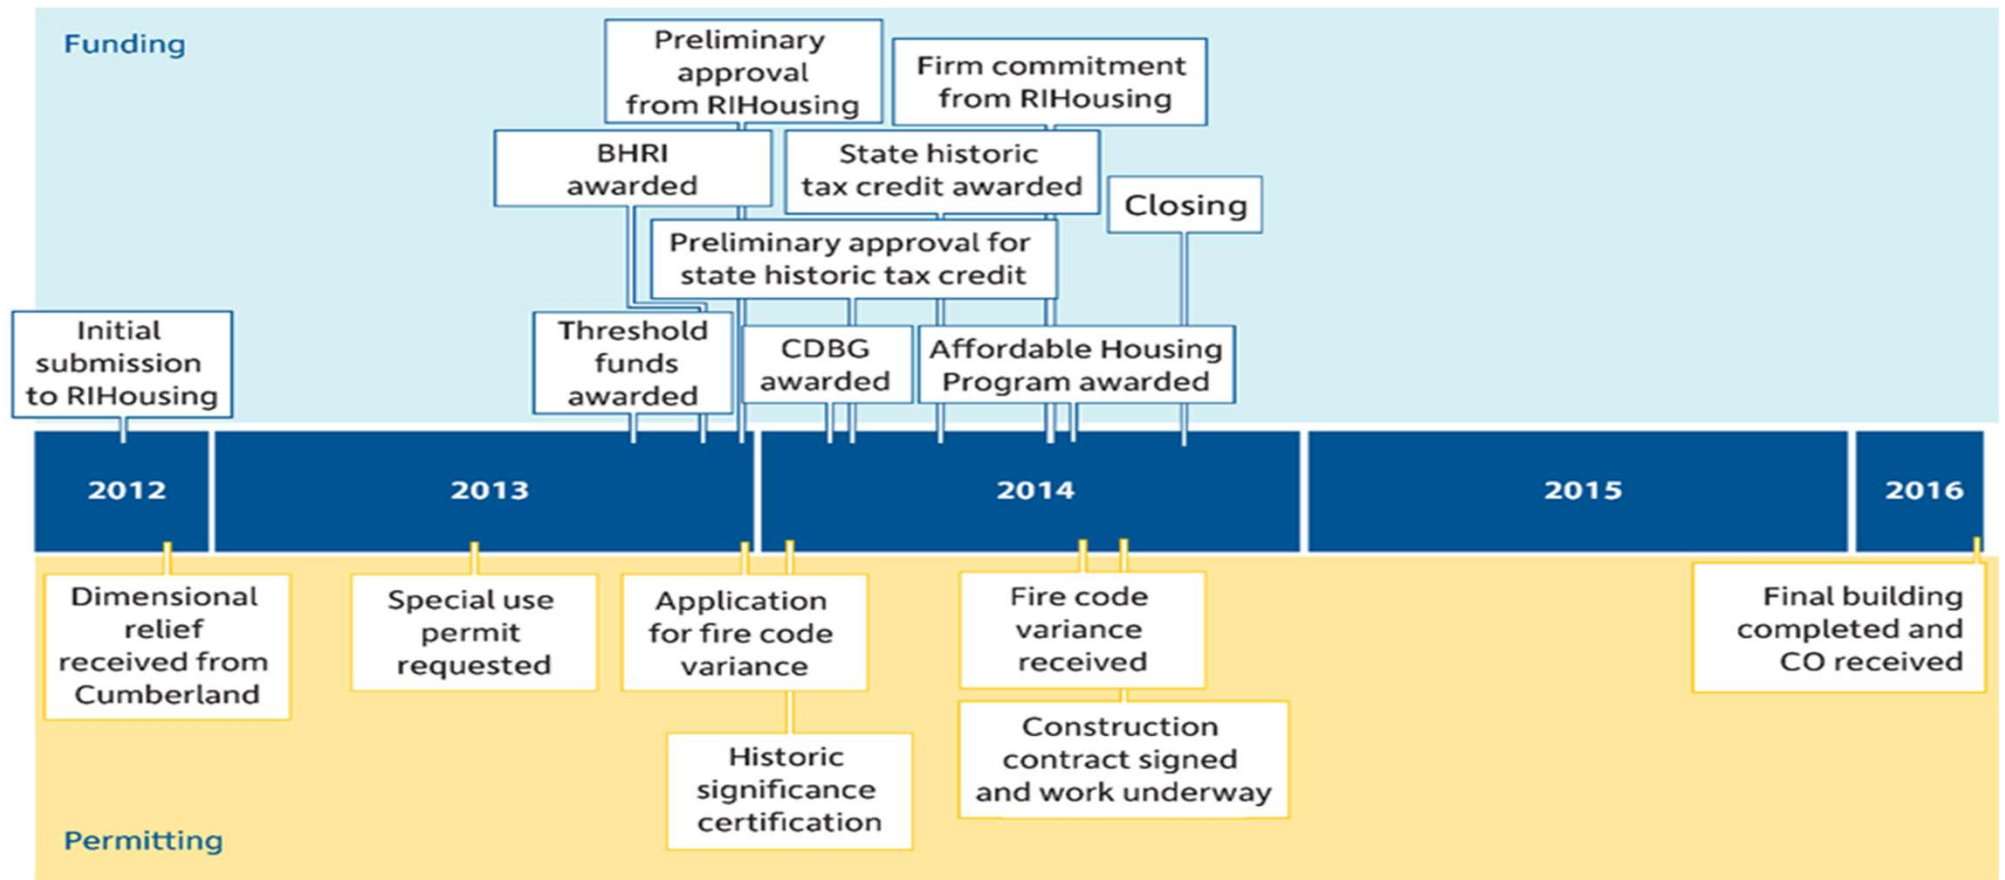 Funding
Preliminary
approval
from RIHousing
Firm commitment
from RIHousing
BHRI
awarded
State historic
tax credit awarded
Closing
Preliminary approval for
state historic tax credit
Initial
submission
to RIHousing
Threshold
funds
awarded
CDBG
awarded
Affordable Housing
Program awarded
2012
2013
2014
2015
2016
Dimensional
relief
received from
Cumberland
Special use
permit
requested
Application
for fire code
variance
Fire code
variance
received
Final building
completed and
CO received
Historic
significance
certification
Construction
contract signed
and work underway
Permitting